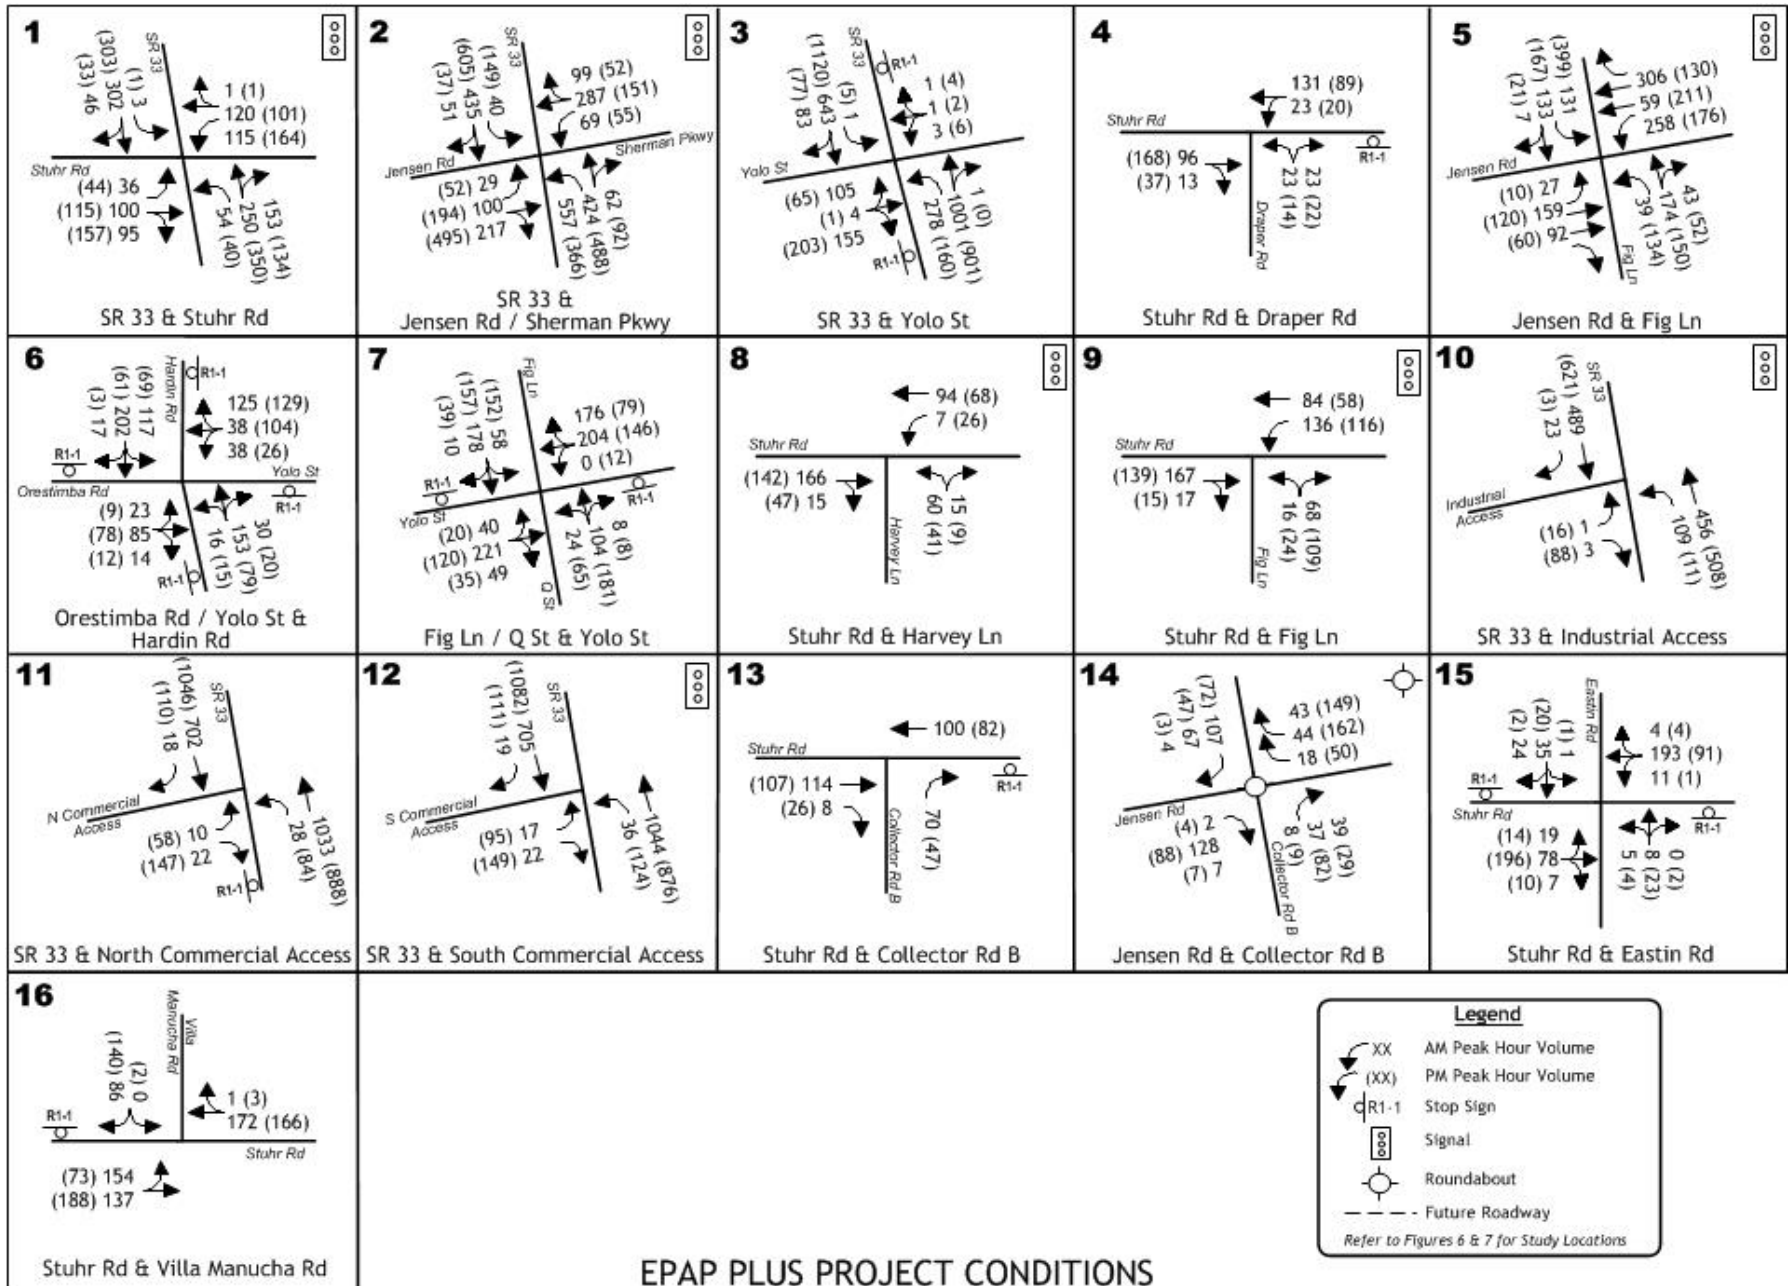 1
SR 33
(33) 46
(303) 302
(1) 3
1 (1)
120 (101)
115 (164)
Stuhr Rd
(44) 36
(115) 100
(157) 95
54 (40)
250 (350)
153 (134)
SR 33 & Stuhr Rd
2
SR 33
(37) 51
(605) 435
(149) 40
99 (52)
287 (151)
69 (55)
Sherman Pkwy
Jensen Rd
(52) 29
(194) 100
(495) 217
557 (366)
424 (488)
62 (92)
SR 33 &
Jensen Rd / Sherman Pkwy
3
SR 33
R1-1
(77) 83
(1120) 643
(5) 1
1 (4)
1 (2)
3 (6)
Yolo St
(65) 105
(1) 4
(203) 155
R1-1
278 (160)
1001 (901)
1 (0)
SR 33 & Yolo St
4
131 (89)
23 (20)
Stuhr Rd
R1-1
(168) 96
(37) 13
23 (14)
23 (22)
Draper Rd
Stuhr Rd & Draper Rd
5
(21) 7
(167) 133
(399) 131
306 (130)
59 (211)
258 (176)
Jensen Rd
(10) 27
(120) 159
(60) 92
39 (134)
174 (150)
43 (52)
Fig Ln
Jensen Rd & Fig Ln
6
Hardin Rd
R1-1
(3) 17
(61) 202
(69) 117
125 (129)
38 (104)
38 (26)
R1-1
Yolo St
Orestimba Rd
R1-1
(9) 23
(78) 85
(12) 14
R1-1
16 (15)
153 (79)
30 (20)
Orestimba Rd / Yolo St &
Hardin Rd
7
Fig Ln
(39) 10
(157) 178
(152) 58
176 (79)
204 (146)
0 (12)
R1-1
R1-1
Yolo St
(20) 40
(120) 221
(35) 49
24 (65)
104 (181)
8 (8)
Q St
Fig Ln / Q St & Yolo St
8
94 (68)
7 (26)
Stuhr Rd
(142) 166
(47) 15
60 (41)
15 (9)
Harvey Ln
Stuhr Rd & Harvey Ln
9
84 (58)
136 (116)
Stuhr Rd
(139) 167
(15) 17
16 (24)
68 (109)
Fig Ln
Stuhr Rd & Fig Ln
10
SR 33
(3) 23
(621) 489
Industrial
Access
(16) 1
(88) 3
109 (11)
456 (508)
SR 33 & Industrial Access
11
SR 33
(110) 18
(1046) 702
N Commercial
Access
(58) 10
(147) 22
R1-1
28 (84)
1033 (888)
SR 33 & North Commercial Access
12
SR 33
(111) 19
(1082) 705
S Commercial
Access
(95) 17
(149) 22
36 (124)
1044 (876)
SR 33 & South Commercial Access
13
100 (82)
Stuhr Rd
R1-1
(107) 114
(26) 8
70 (47)
Collector Rd B
Stuhr Rd & Collector Rd B
14
(3) 4
(47) 67
(72) 107
43 (149)
44 (162)
18 (50)
Jensen Rd
(4) 2
(88) 128
(7) 7
8 (9)
37 (82)
39 (29)
Collector Rd B
Jensen Rd & Collector Rd B
15
Eastin Rd
(2) 24
(20) 35
(1) 1
4 (4)
193 (91)
11 (1)
R1-1
Stuhr Rd
R1-1
(14) 19
(196) 78
(10) 7
5 (4)
8 (23)
0 (2)
Stuhr Rd & Eastin Rd
16
Villa
Manucha Rd
(140) 86
(2) 0
1 (3)
172 (166)
R1-1
Stuhr Rd
(73) 154
(188) 137
Stuhr Rd & Villa Manucha Rd
Legend
XX AM Peak Hour Volume
(XX) PM Peak Hour Volume
R1-1 Stop Sign
Signal
Roundabout
Future Roadway
Refer to Figures 6 & 7 for Study Locations
EPAP PLUS PROJECT CONDITIONS